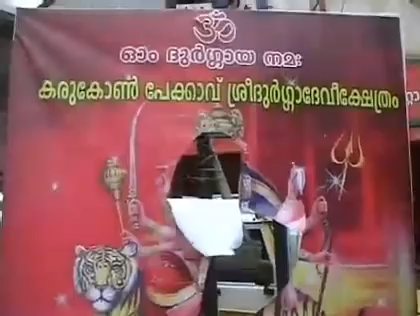 ॐ
ഓം ദുർഗ്ഗായ നമഃ
കരുകോൺ പേക്കാവ് ശ്രീദുർഗ്ഗാദേവീക്ഷേത്രം